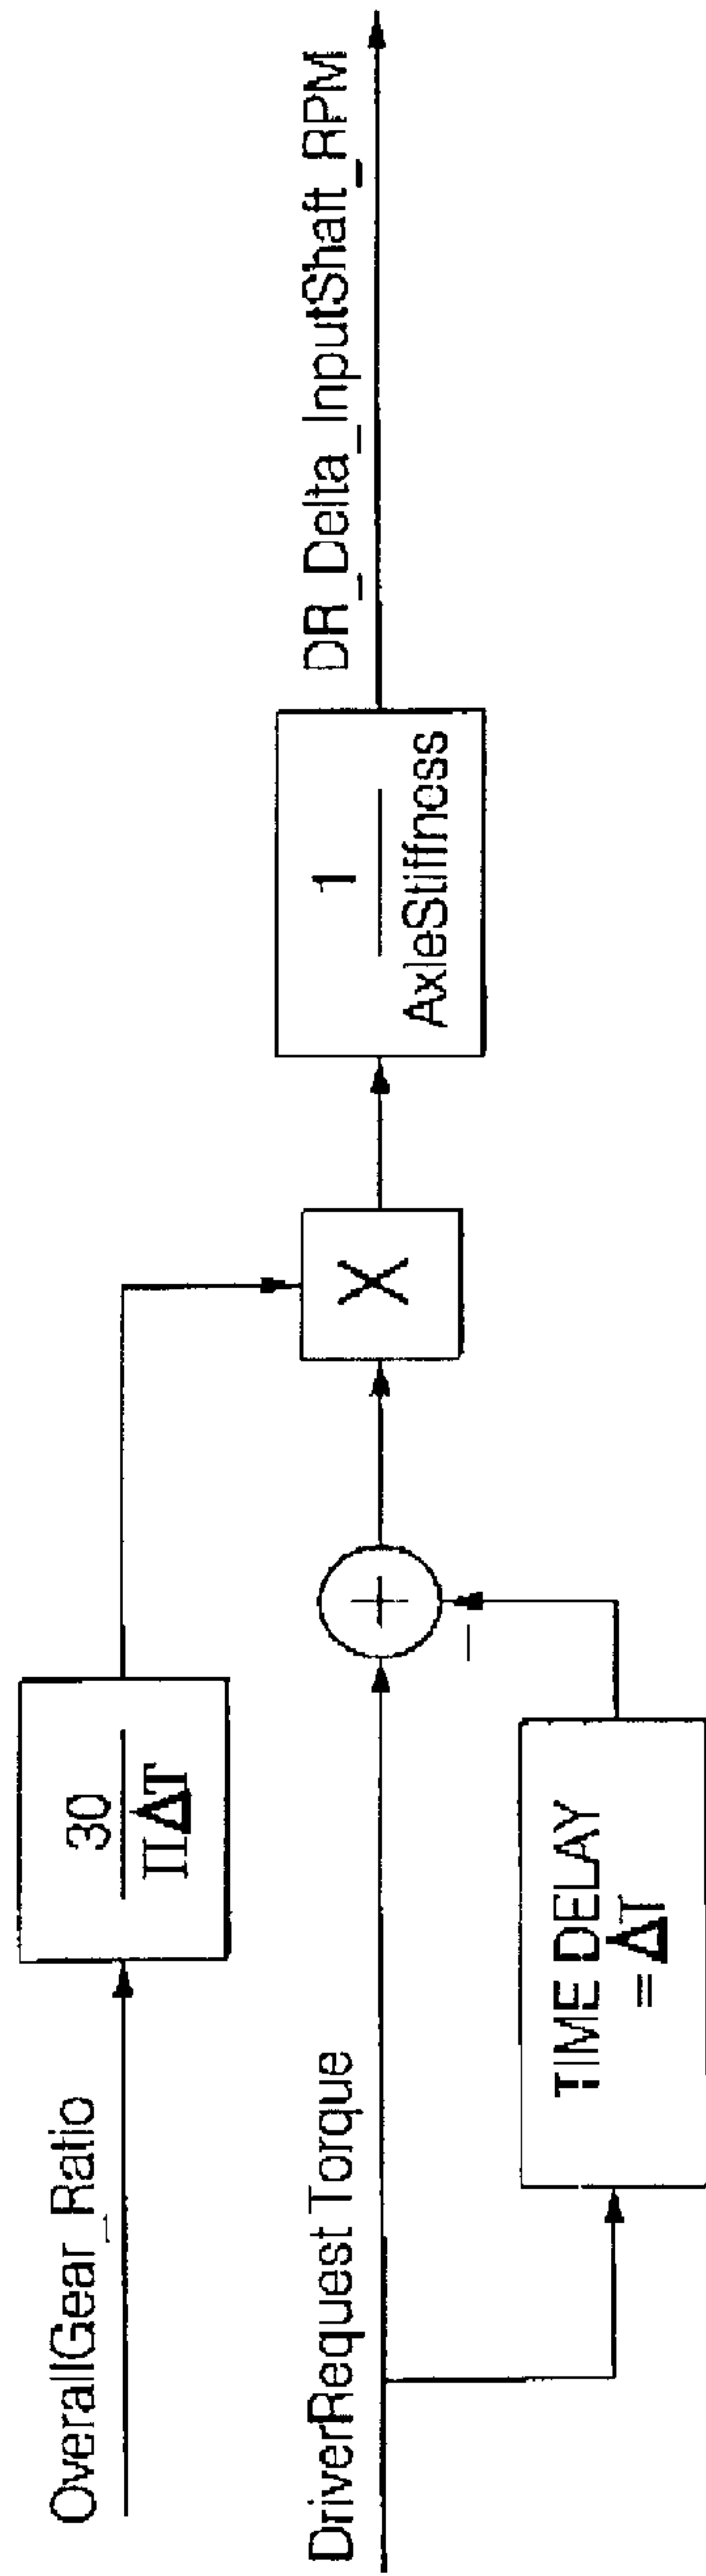 OverallGear_Ratio
30
ΠΔT
DriverRequest Torque
TIME DELAY
= ΔT
+
−
X
1
AxleStiffness
DR_Delta_InputShaft_RPM